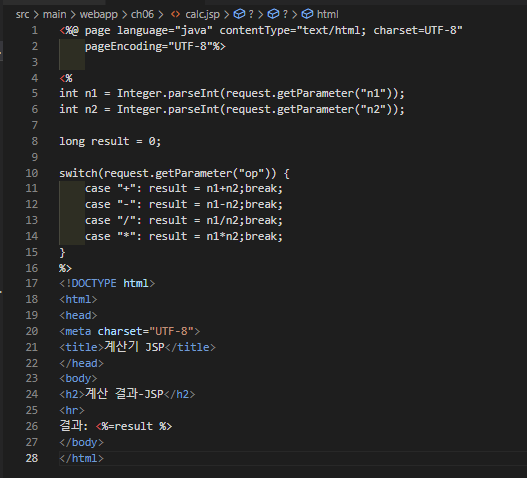 src > main > webapp > ch06 > calc.jsp > ? > ? > html
1 <%@ page language="java" contentType="text/html; charset=UTF-8"
2     pageEncoding="UTF-8"%>
3
4 <%
5 int n1 = Integer.parseInt(request.getParameter("n1"));
6 int n2 = Integer.parseInt(request.getParameter("n2"));
7
8 long result = 0;
9
10 switch(request.getParameter("op")) {
11     case "+": result = n1+n2;break;
12     case "-": result = n1-n2;break;
13     case "/": result = n1/n2;break;
14     case "*": result = n1*n2;break;
15 }
16 %>
17 <!DOCTYPE html>
18 <html>
19 <head>
20 <meta charset="UTF-8">
21 <title>계산기 JSP</title>
22 </head>
23 <body>
24 <h2>계산 결과-JSP</h2>
25 <hr>
26 결과: <%=result %>
27 </body>
28 </html>